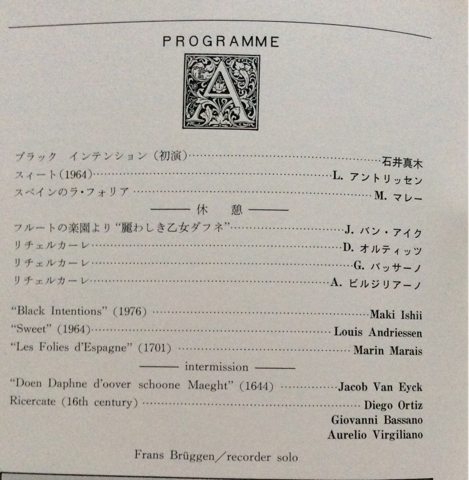 PROGRAMME
A
ブラック インテンション(初演)‥‥‥‥‥‥‥‥‥‥石井真木
スィート(1964)‥‥‥‥‥‥‥‥‥‥L. アントリッセン
スペインのラ・フォリア‥‥‥‥‥‥‥‥‥‥M. マレー
休 憩
フルートの楽園より“麗わしき乙女ダフネ”‥‥‥‥‥‥J. バン・アイク
リチェルカーレ‥‥‥‥‥‥‥‥‥‥D. オルティッツ
リチェルカーレ‥‥‥‥‥‥‥‥‥‥G. バッサーノ
リチェルカーレ‥‥‥‥‥‥‥‥‥‥A. ビルジリアーノ
“Black Intentions” (1976)‥‥‥‥‥‥‥‥‥‥Maki Ishii
“Sweet” (1964)‥‥‥‥‥‥‥‥‥‥Louis Andriessen
“Les Folies d’Espagne” (1701)‥‥‥‥‥‥‥‥‥‥Marin Marais
intermission
“Doen Daphne d’oover schoone Maeght” (1644)‥‥‥‥‥‥Jacob Van Eyck
Ricercate (16th century)‥‥‥‥‥‥‥‥‥‥Diego Ortiz
Giovanni Bassano
Aurelio Virgiliano
Frans Brüggen/recorder solo